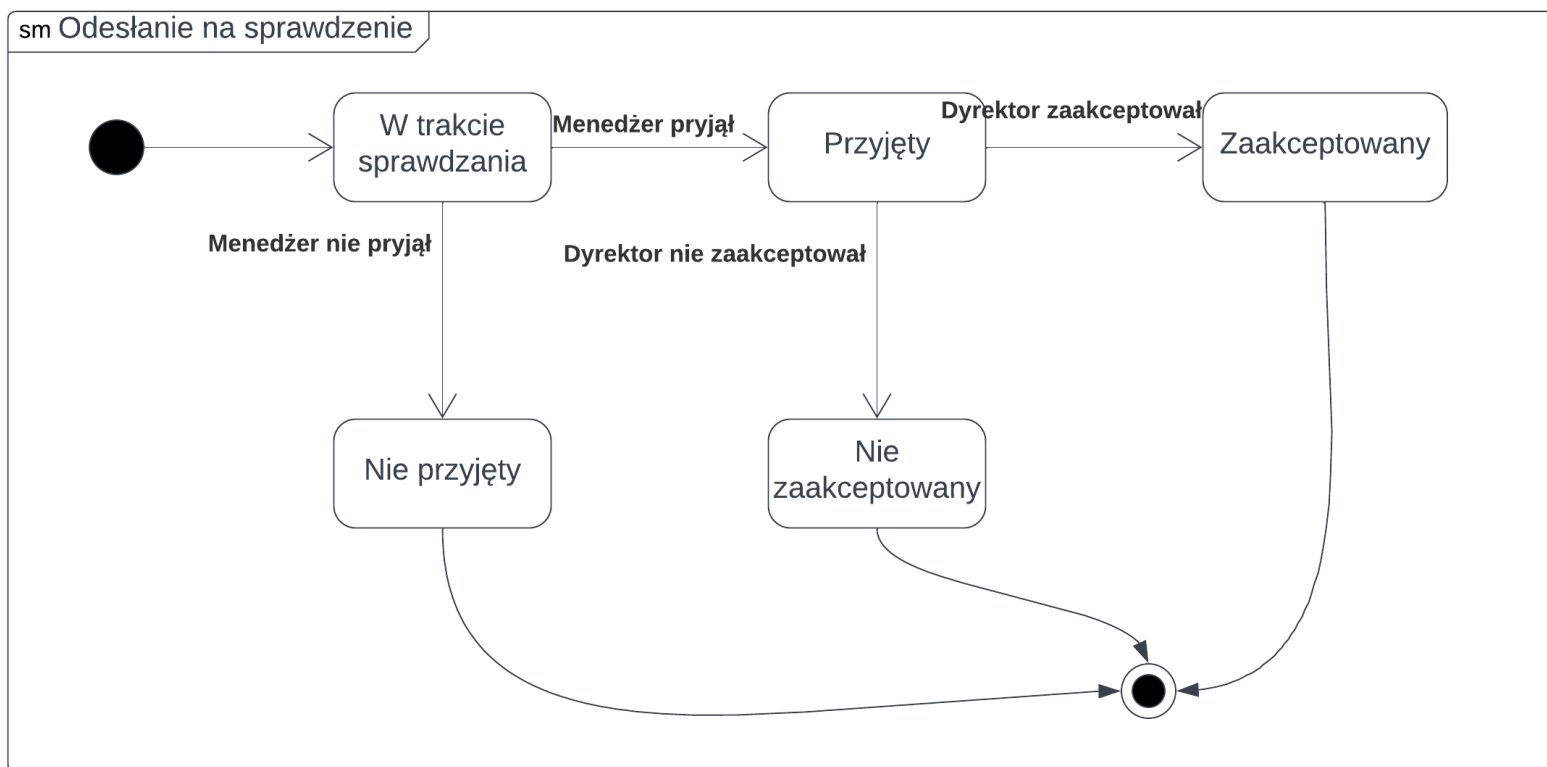 sm Odesłanie na sprawdzenie
W trakcie
sprawdzania
Menedżer pryjął
Przyjęty
Dyrektor zaakceptował
Zaakceptowany
Menedżer nie pryjął
Dyrektor nie zaakceptował
Nie przyjęty
Nie
zaakceptowany